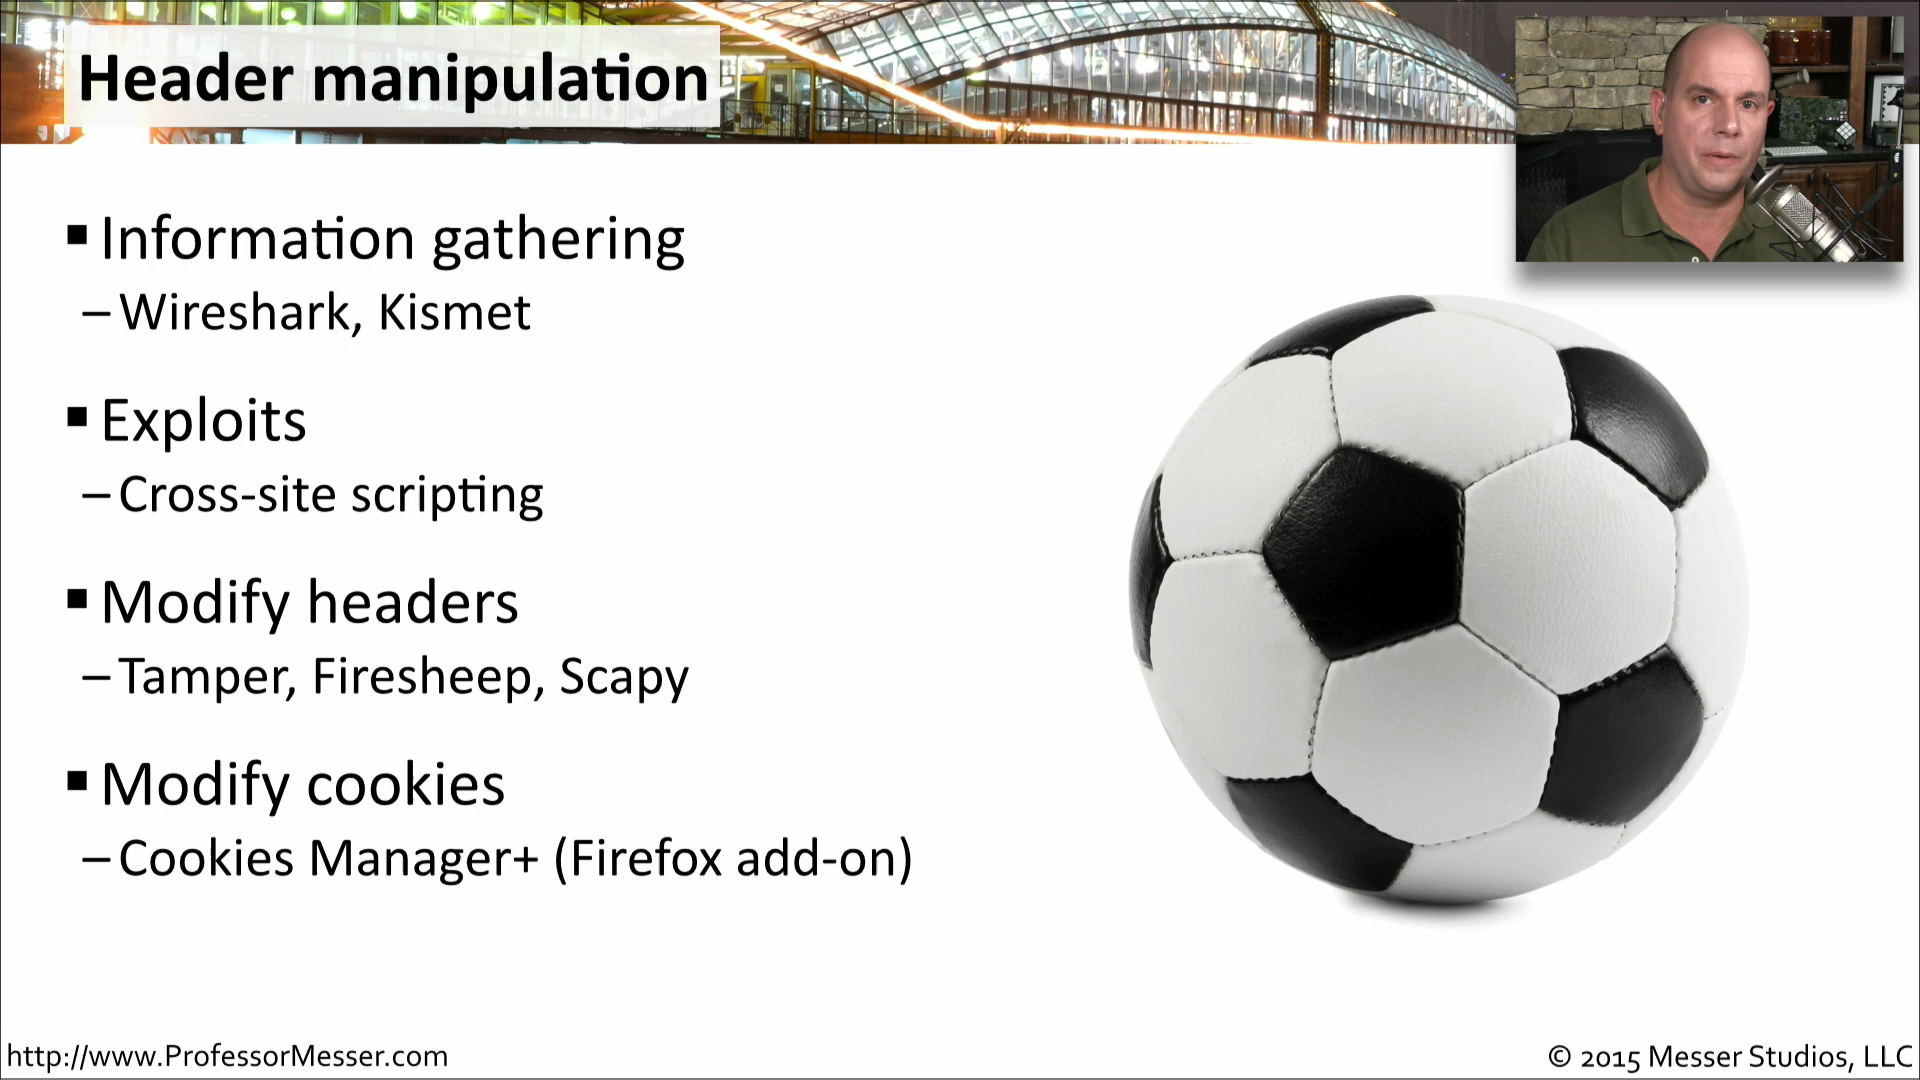 Header manipulation
▪ Information gathering
– Wireshark, Kismet
▪ Exploits
– Cross-site scripting
▪ Modify headers
– Tamper, Firesheep, Scapy
▪ Modify cookies
– Cookies Manager+ (Firefox add-on)
http://www.ProfessorMesser.com
© 2015 Messer Studios, LLC